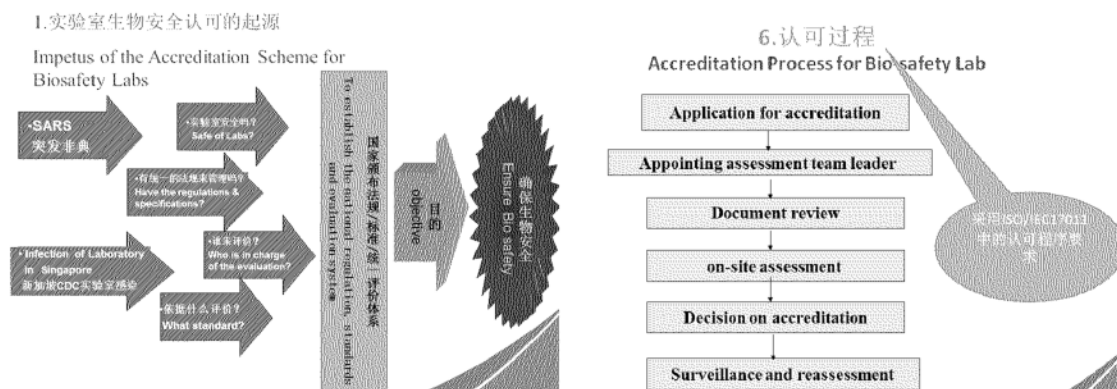 1.实验室生物安全认可的起源
Impetus of the Accreditation Scheme for
Biosafety Labs
•SARS
突发非典
•实验室安全吗?
Safe of Labs?
•有统一的法规来管理吗?
Have the regulations &
specifications?
•Infection of Laboratory
in Singapore
新加坡CDC实验室感染
•谁来评价?
Who is in charge
of the evaluation?
•依据什么评价?
What standard?
国家颁布法规/标准/统一评价体系
To establish the national regulation, standards
and evaluation system
目的
objective
确保生物安全
Ensure Bio safety
6.认可过程
Accreditation Process for Bio-safety Lab
Application for accreditation
Appointing assessment team leader
Document review
on-site assessment
Decision on accreditation
Surveillance and reassessment
采用ISO/IEC17011
中的认可程序要
求